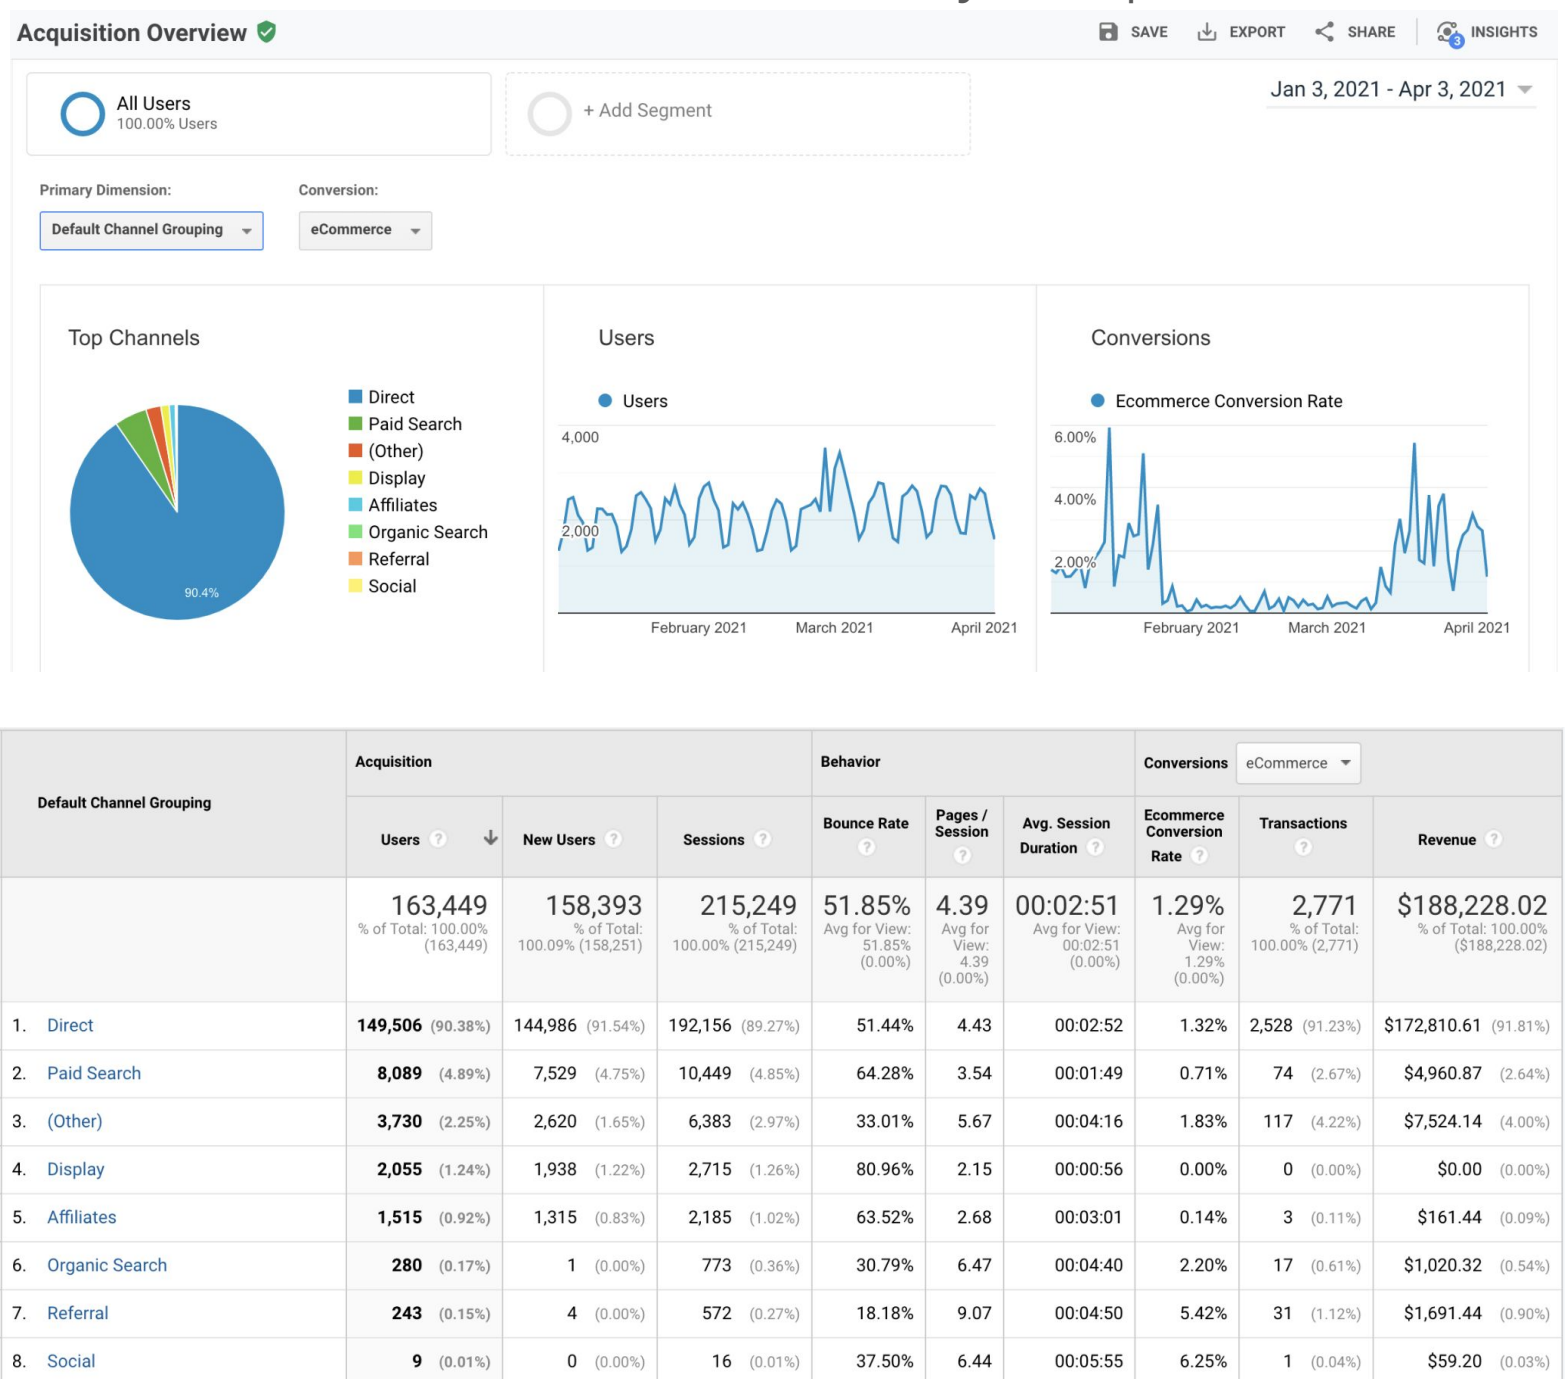 Acquisition Overview
SAVE EXPORT SHARE 3 INSIGHTS
All Users
100.00% Users
+ Add Segment
Jan 3, 2021 - Apr 3, 2021
Primary Dimension: Conversion:
Default Channel Grouping eCommerce
Top Channels
Direct
Paid Search
(Other)
Display
Affiliates
Organic Search
Referral
Social
90.4%
Users
Users
4,000
2,000
February 2021 March 2021 April 2021
Conversions
Ecommerce Conversion Rate
6.00%
4.00%
2.00%
February 2021 March 2021 April 2021
Default Channel Grouping
Acquisition Behavior Conversions eCommerce
Users ? New Users ? Sessions ? Bounce Rate ? Pages / Session ? Avg. Session Duration ? Ecommerce Conversion Rate ? Transactions ? Revenue ?
163,449 158,393 215,249 51.85% 4.39 00:02:51 1.29% 2,771 $188,228.02
% of Total: 100.00% (163,449) % of Total: 100.09% (158,251) % of Total: 100.00% (215,249) Avg for View: 51.85% (0.00%) Avg for View: 4.39 (0.00%) Avg for View: 00:02:51 (0.00%) Avg for View: 1.29% (0.00%) % of Total: 100.00% (2,771) % of Total: 100.00% ($188,228.02)
1. Direct 149,506 (90.38%) 144,986 (91.54%) 192,156 (89.27%) 51.44% 4.43 00:02:52 1.32% 2,528 (91.23%) $172,810.61 (91.81%)
2. Paid Search 8,089 (4.89%) 7,529 (4.75%) 10,449 (4.85%) 64.28% 3.54 00:01:49 0.71% 74 (2.67%) $4,960.87 (2.64%)
3. (Other) 3,730 (2.25%) 2,620 (1.65%) 6,383 (2.97%) 33.01% 5.67 00:04:16 1.83% 117 (4.22%) $7,524.14 (4.00%)
4. Display 2,055 (1.24%) 1,938 (1.22%) 2,715 (1.26%) 80.96% 2.15 00:00:56 0.00% 0 (0.00%) $0.00 (0.00%)
5. Affiliates 1,515 (0.92%) 1,315 (0.83%) 2,185 (1.02%) 63.52% 2.68 00:03:01 0.14% 3 (0.11%) $161.44 (0.09%)
6. Organic Search 280 (0.17%) 1 (0.00%) 773 (0.36%) 30.79% 6.47 00:04:40 2.20% 17 (0.61%) $1,020.32 (0.54%)
7. Referral 243 (0.15%) 4 (0.00%) 572 (0.27%) 18.18% 9.07 00:04:50 5.42% 31 (1.12%) $1,691.44 (0.90%)
8. Social 9 (0.01%) 0 (0.00%) 16 (0.01%) 37.50% 6.44 00:05:55 6.25% 1 (0.04%) $59.20 (0.03%)